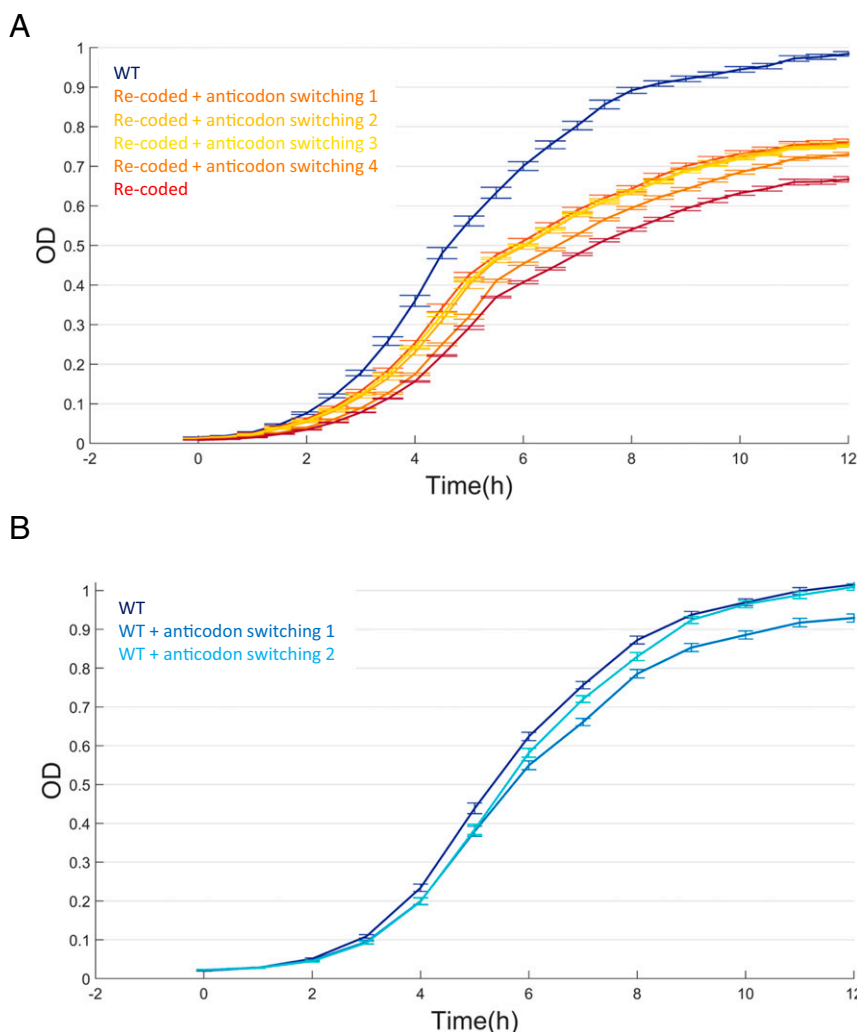 A
1
0.9
0.8
0.7
0.6
0.5
0.4
0.3
0.2
0.1
0
OD
WT
Re-coded + anticodon switching 1
Re-coded + anticodon switching 2
Re-coded + anticodon switching 3
Re-coded + anticodon switching 4
Re-coded
-2 0 2 4 6 8 10 12
Time(h)
B
1
0.9
0.8
0.7
0.6
0.5
0.4
0.3
0.2
0.1
0
OD
WT
WT + anticodon switching 1
WT + anticodon switching 2
-2 0 2 4 6 8 10 12
Time(h)